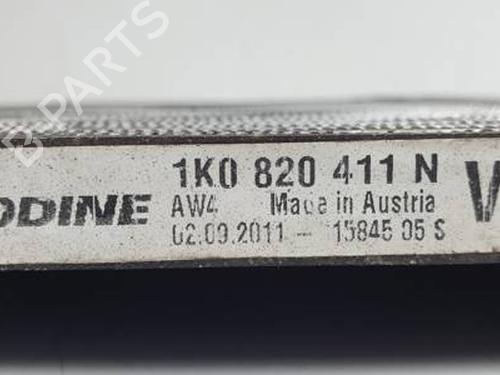 1K0 820 411 N
ODINE AW4 Made in Austria V
02.09.2011 - 15845 05 S
B-PARTS